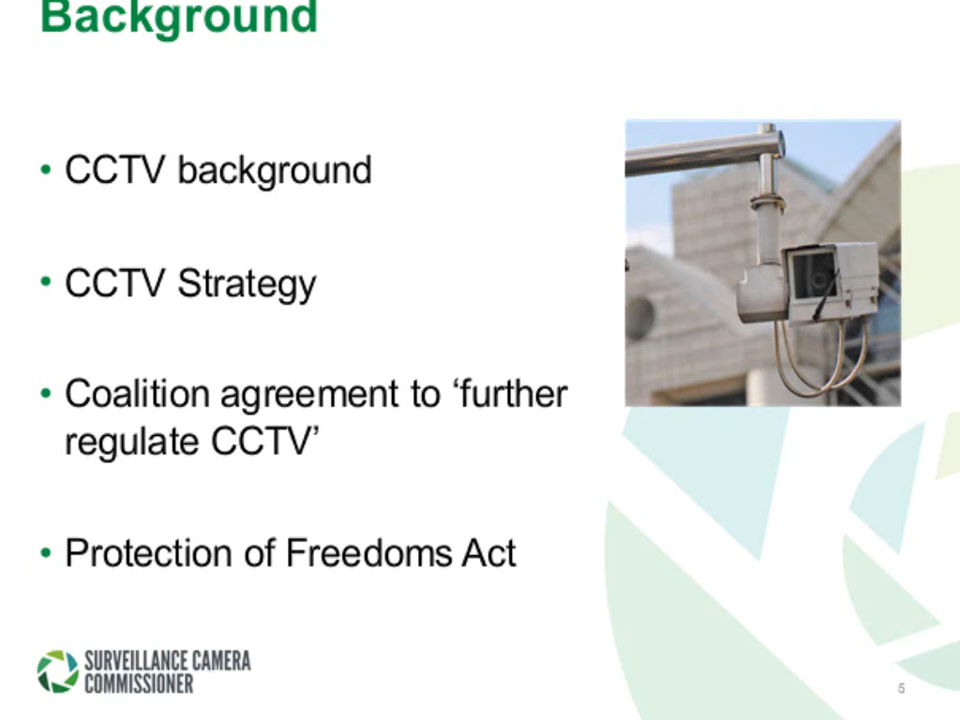 Background
• CCTV background
• CCTV Strategy
• Coalition agreement to ‘further
regulate CCTV’
• Protection of Freedoms Act
SURVEILLANCE CAMERA
COMMISSIONER
5